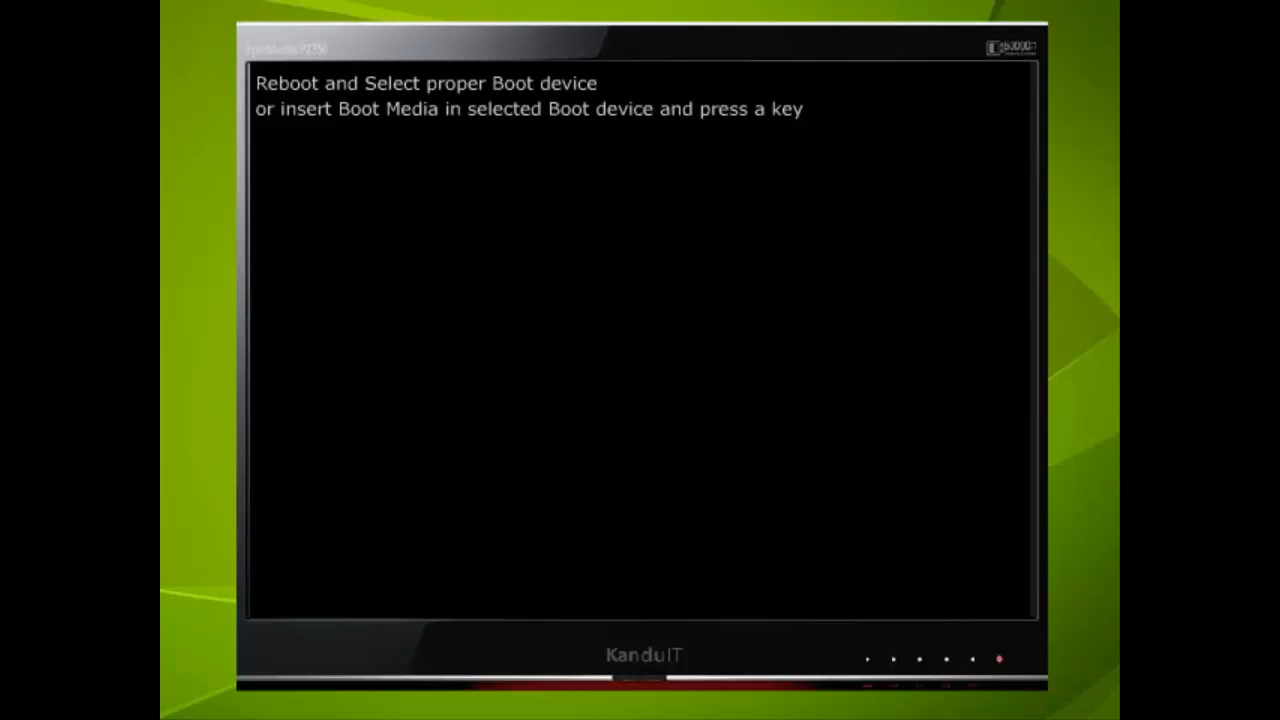 Reboot and Select proper Boot device
or insert Boot Media in selected Boot device and press a key
KanduIT